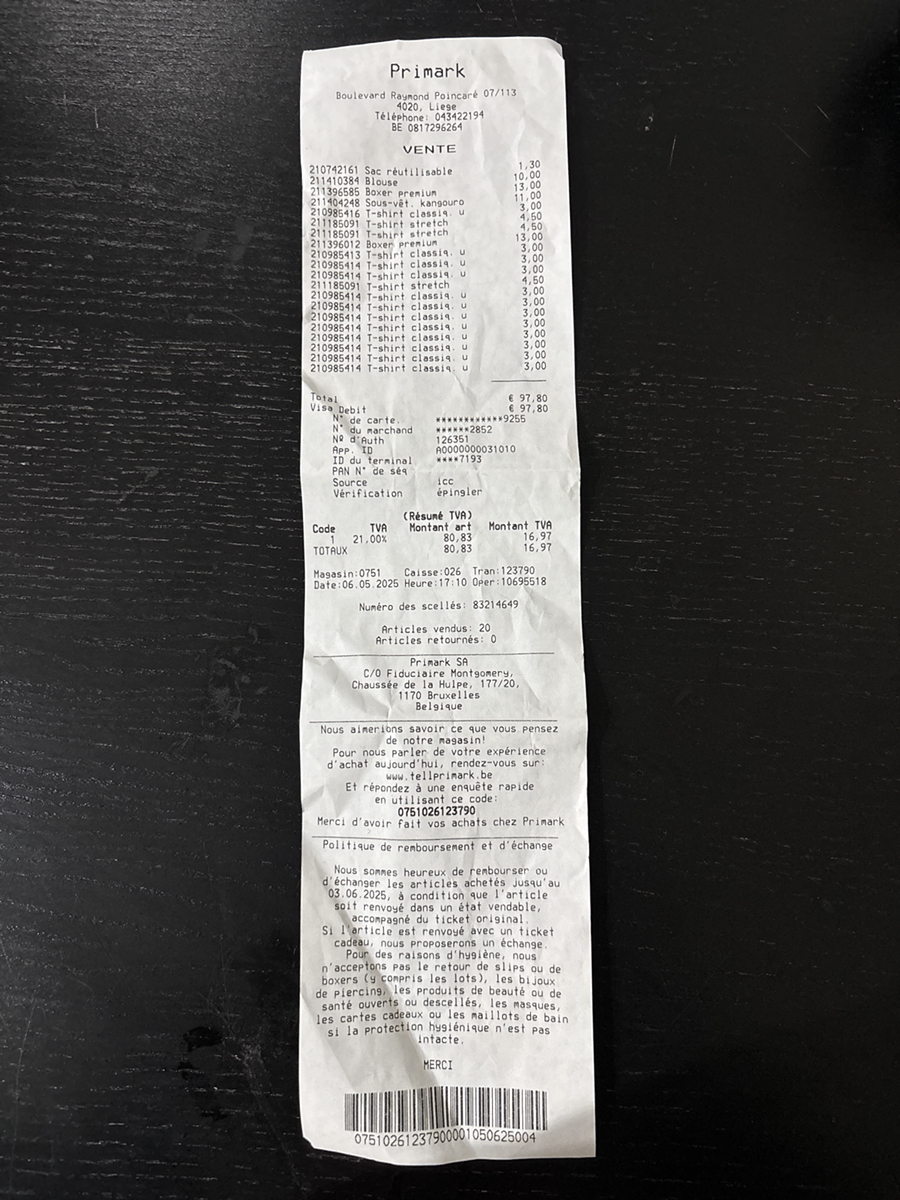 Primark
Boulevard Raymond Poincaré 07/113
4020, Liege
Téléphone: 043422194
BE 0817296264
VENTE
210742161 Sac réutilisable 1,30
211410384 Blouse 10,00
211396585 Boxer premium 13,00
211404248 Sous-vêt. kangouro 11,00
210985416 T-shirt classiq. u 3,00
211185091 T-shirt stretch 4,50
211185091 T-shirt stretch 4,50
211396012 Boxer premium 13,00
210985413 T-shirt classiq. u 3,00
210985414 T-shirt classiq. u 3,00
210985414 T-shirt classiq. u 3,00
211185091 T-shirt stretch 4,50
210985414 T-shirt classiq. u 3,00
210985414 T-shirt classiq. u 3,00
210985414 T-shirt classiq. u 3,00
210985414 T-shirt classiq. u 3,00
210985414 T-shirt classiq. u 3,00
210985414 T-shirt classiq. u 3,00
210985414 T-shirt classiq. u 3,00
210985414 T-shirt classiq. u 3,00
Total € 97,80
Visa Debit € 97,80
N° de carte. ************9255
N° du marchand ******2852
Nº d'Auth 126351
App. ID A0000000031010
ID du terminal ****7193
PAN N° de séq
Source icc
Vérification épingler
(Résumé TVA)
Code TVA Montant art Montant TVA
1 21,00% 80,83 16,97
TOTAUX 80,83 16,97
Magasin:0751 Caisse:026 Tran:123790
Date:06.05.2025 Heure:17:10 Oper:10695518
Numéro des scellés: 83214649
Articles vendus: 20
Articles retournés: 0
Primark SA
C/O Fiduciaire Montgomery,
Chaussée de la Hulpe, 177/20,
1170 Bruxelles
Belgique
Nous aimerions savoir ce que vous pensez
de notre magasin!
Pour nous parler de votre expérience
d'achat aujourd'hui, rendez-vous sur:
www.tellprimark.be
Et répondez à une enquête rapide
en utilisant ce code:
0751026123790
Merci d'avoir fait vos achats chez Primark
Politique de remboursement et d'échange
Nous sommes heureux de rembourser ou
d'échanger les articles achetés jusqu'au
03.06.2025, à condition que l'article
soit renvoyé dans un état vendable,
accompagné du ticket original.
Si l'article est renvoyé avec un ticket
cadeau, nous proposerons un échange.
Pour des raisons d'hygiène, nous
n'acceptons pas le retour de slips ou de
boxers (y compris les lots), les bijoux
de piercing, les produits de beauté ou de
santé ouverts ou descellés, les masques,
les cartes cadeaux ou les maillots de bain
si la protection hygiénique n'est pas
intacte.
MERCI
0751026123790001050625004